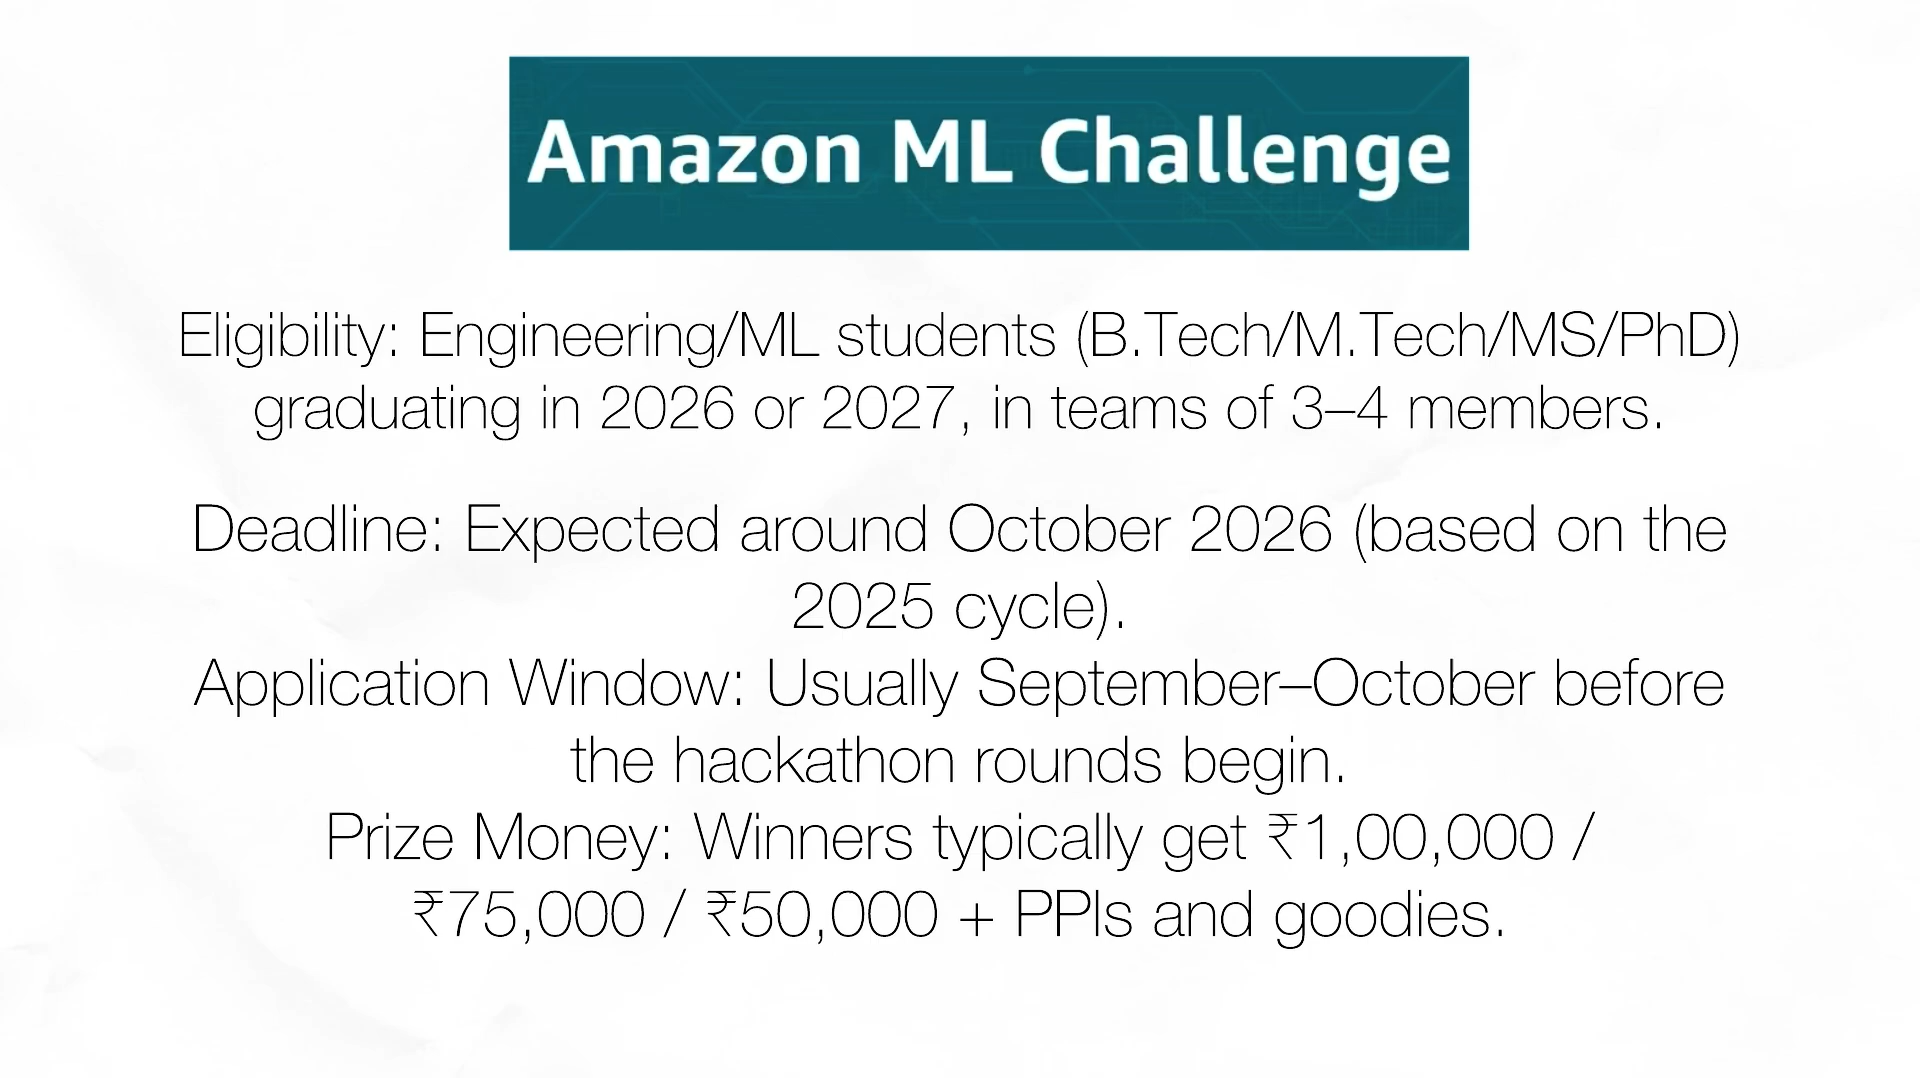 Amazon ML Challenge
Eligibility: Engineering/ML students (B.Tech/M.Tech/MS/PhD)
graduating in 2026 or 2027, in teams of 3–4 members.
Deadline: Expected around October 2026 (based on the
2025 cycle).
Application Window: Usually September–October before
the hackathon rounds begin.
Prize Money: Winners typically get ₹1,00,000 /
₹75,000 / ₹50,000 + PPIs and goodies.